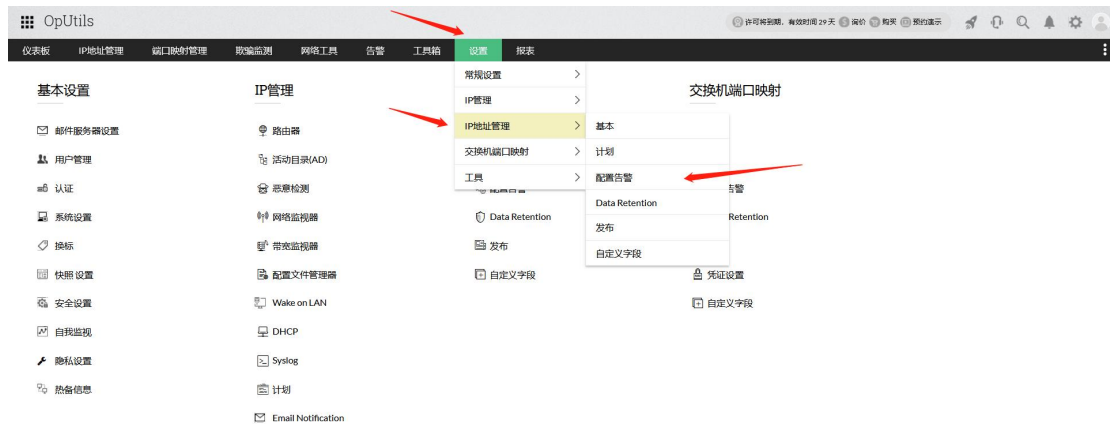 OpUtils
许可将到期。有效时间 29 天 询价 购买 预约演示
仪表板 IP地址管理 端口映射管理 欺骗监测 网络工具 告警 工具箱 设置 报表
常规设置
IP管理
IP地址管理
交换机端口映射
工具
基本
计划
配置告警
Data Retention
发布
自定义字段
基本设置
邮件服务器设置
用户管理
认证
系统设置
换标
快照设置
安全设置
自我监视
隐私设置
热备信息
IP管理
路由器
活动目录(AD)
恶意检测
网络监视器
带宽监视器
配置文件管理器
Wake on LAN
DHCP
Syslog
计划
Email Notification
配置告警
Data Retention
发布
自定义字段
交换机端口映射
告警
Retention
凭证设置
自定义字段